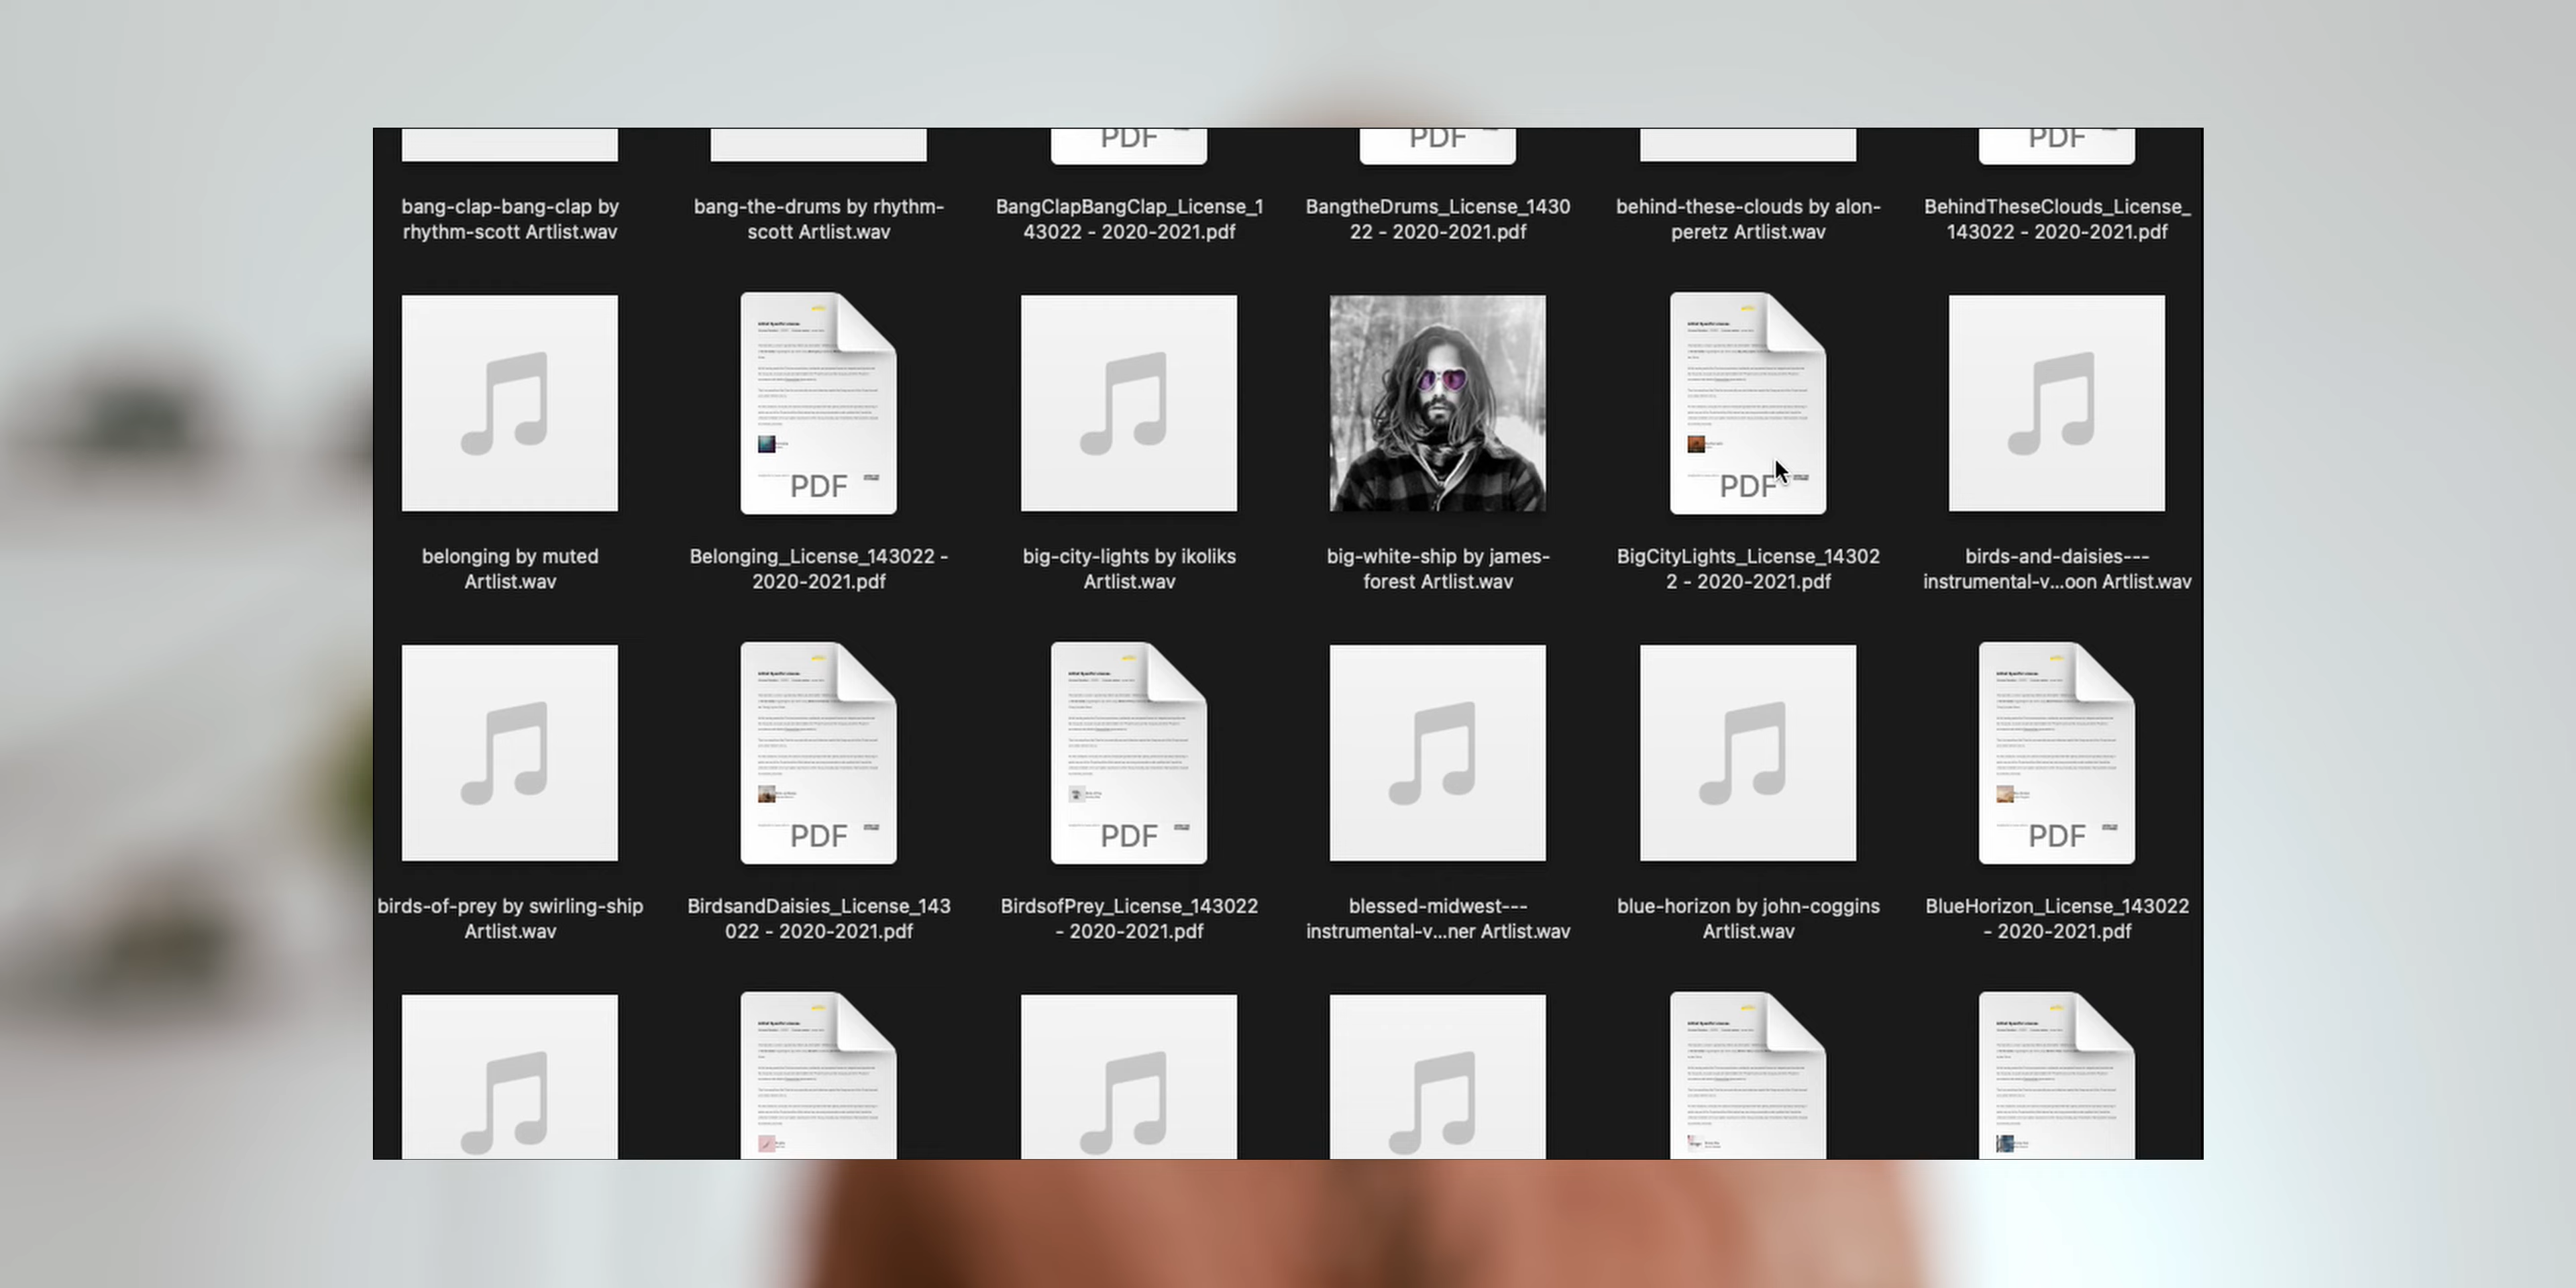 PDF
PDF
PDF
bang-clap-bang-clap by
rhythm-scott Artlist.wav
bang-the-drums by rhythm-
scott Artlist.wav
BangClapBangClap_License_1
43022 - 2020-2021.pdf
BangtheDrums_License_1430
22 - 2020-2021.pdf
behind-these-clouds by alon-
peretz Artlist.wav
BehindTheseClouds_License_
143022 - 2020-2021.pdf
PDF
PDF
belonging by muted
Artlist.wav
Belonging_License_143022 -
2020-2021.pdf
big-city-lights by ikoliks
Artlist.wav
big-white-ship by james-
forest Artlist.wav
BigCityLights_License_14302
2 - 2020-2021.pdf
birds-and-daisies---
instrumental-v...oon Artlist.wav
PDF
PDF
PDF
birds-of-prey by swirling-ship
Artlist.wav
BirdsandDaisies_License_143
022 - 2020-2021.pdf
BirdsofPrey_License_143022
- 2020-2021.pdf
blessed-midwest---
instrumental-v...ner Artlist.wav
blue-horizon by john-coggins
Artlist.wav
BlueHorizon_License_143022
- 2020-2021.pdf